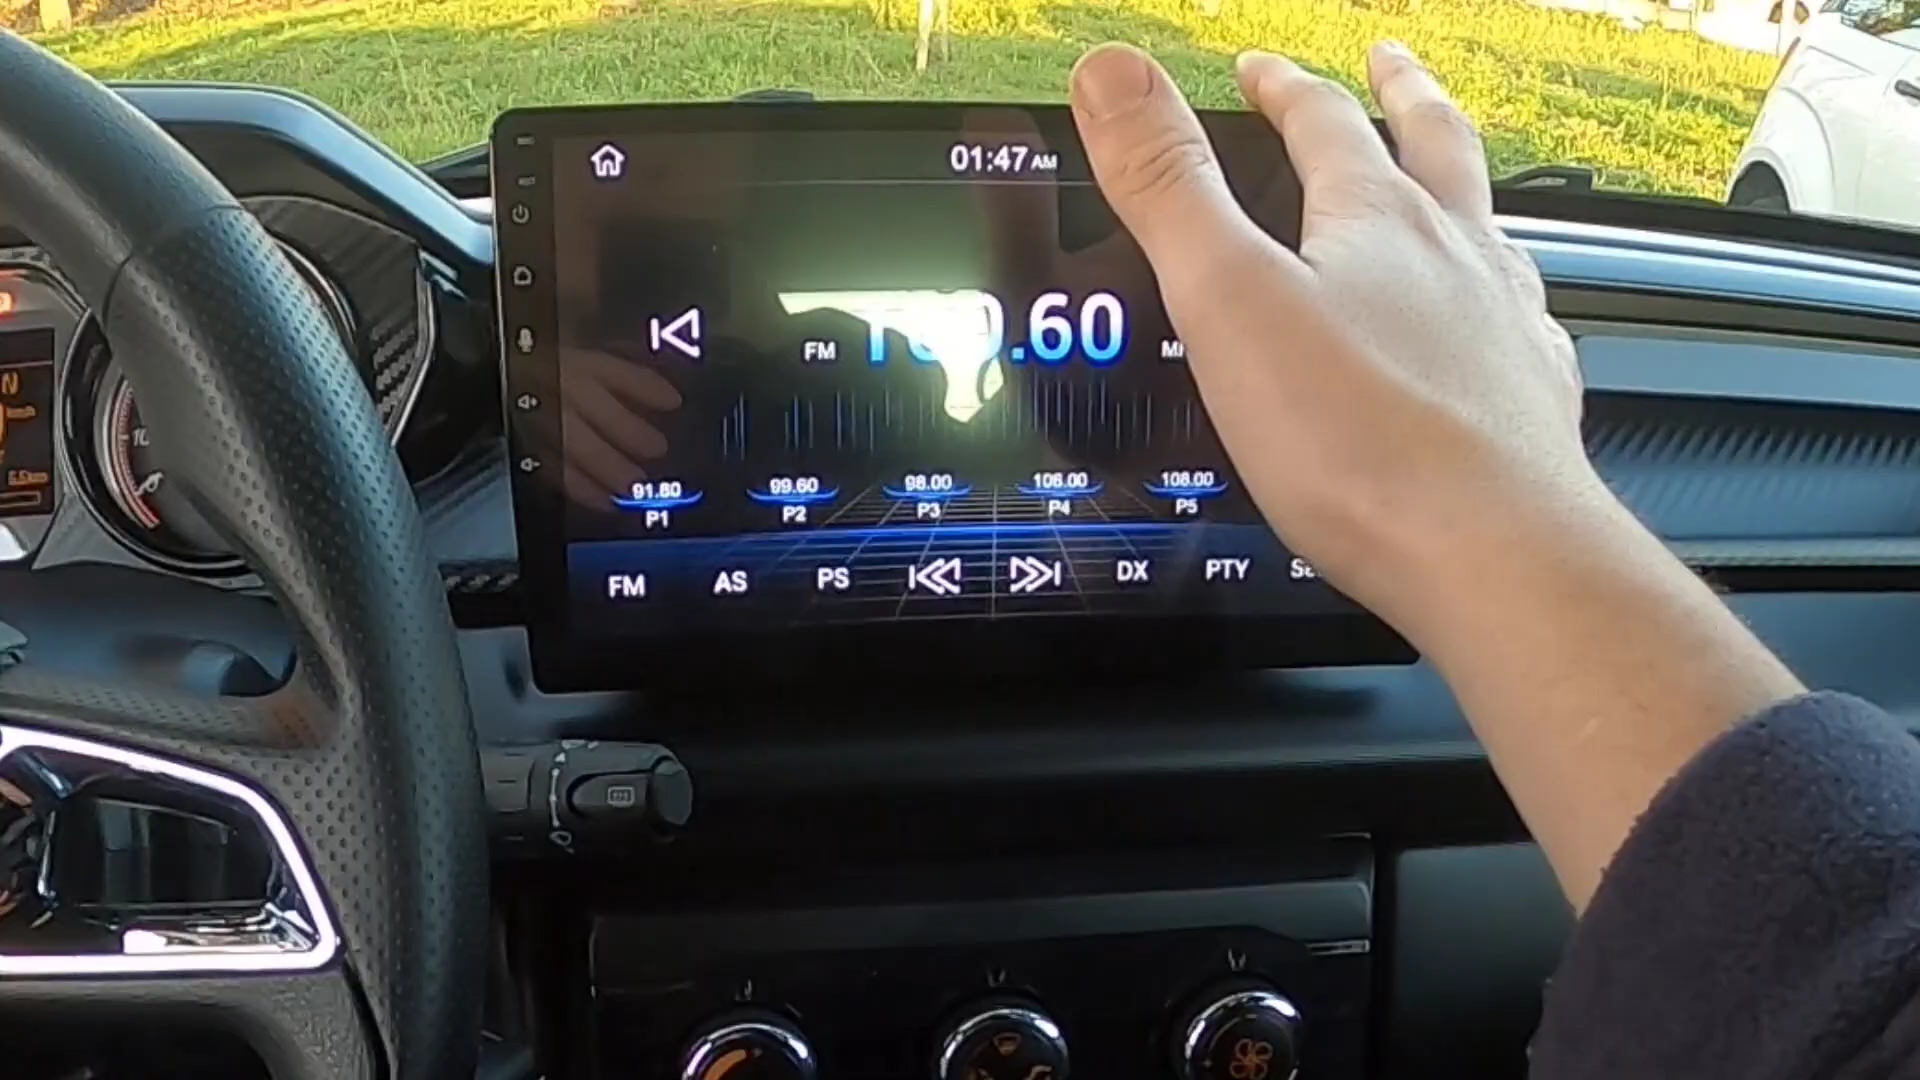 01:47 AM
FM .60
91.80 99.60 98.00 106.00 108.00
P1 P2 P3 P4 P5
FM AS PS DX PTY
N